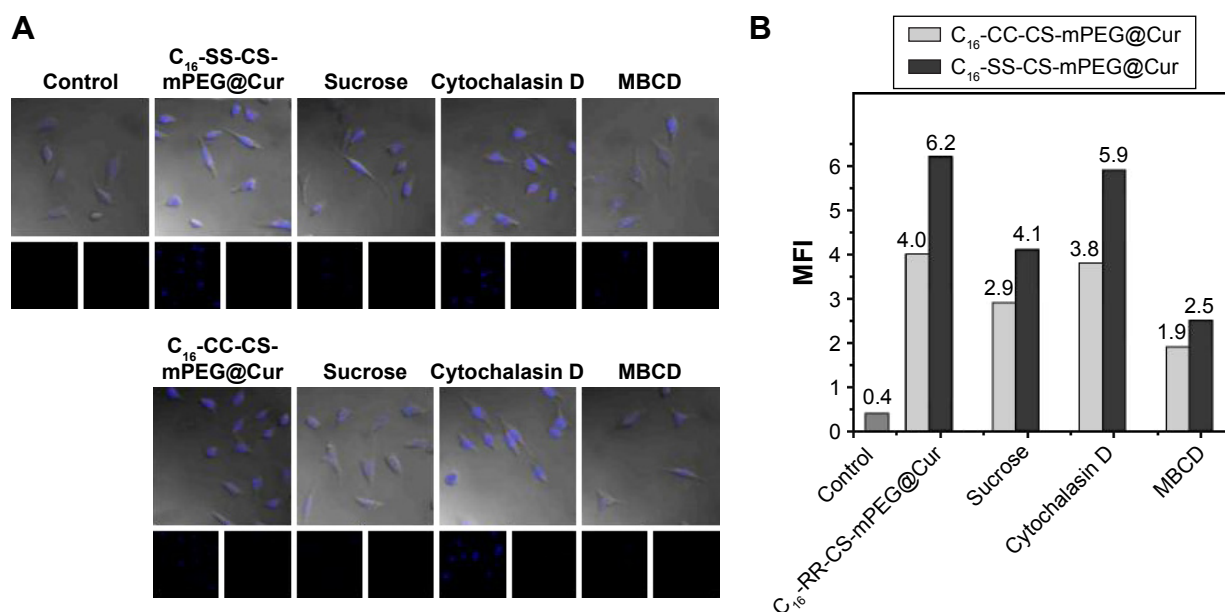 A
Control
C₁₆-SS-CS-
mPEG@Cur
Sucrose
Cytochalasin D
MBCD
C₁₆-CC-CS-
mPEG@Cur
Sucrose
Cytochalasin D
MBCD
B
C₁₆-CC-CS-mPEG@Cur
C₁₆-SS-CS-mPEG@Cur
MFI
6
5
4
3
2
1
0
0.4
4.0
6.2
2.9
4.1
3.8
5.9
1.9
2.5
Control
C₁₆-RR-CS-mPEG@Cur
Sucrose
Cytochalasin D
MBCD